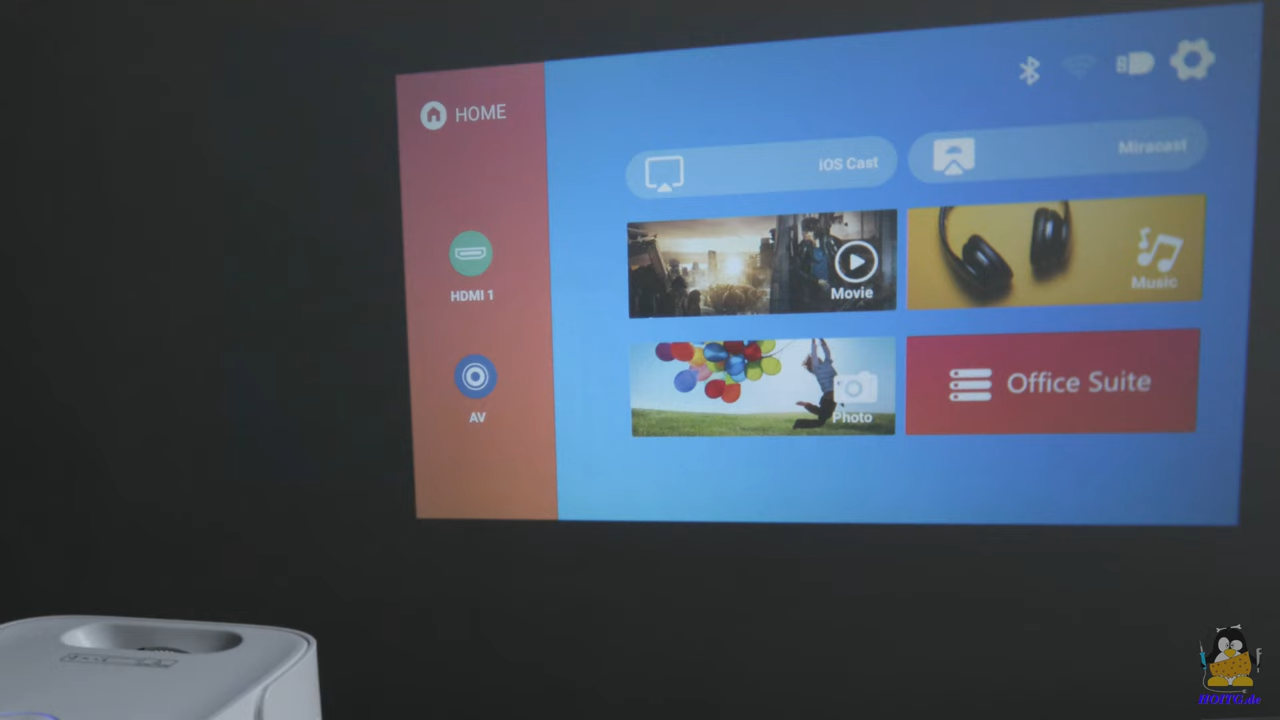 HOME
iOS Cast
Miracast
HDMI 1
Movie
Music
AV
Photo
Office Suite
HOITG.de